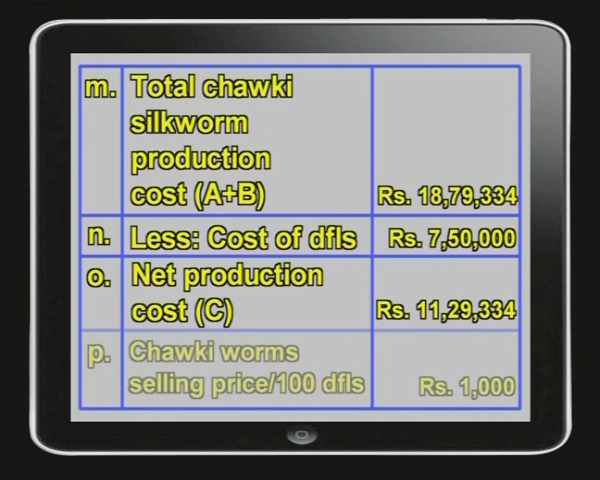 m. Total chawki
silkworm
production
cost (A+B) Rs. 18,79,334
n. Less: Cost of dfls Rs. 7,50,000
o. Net production
cost (C) Rs. 11,29,334
p. Chawki worms
selling price/100 dfls Rs. 1,000